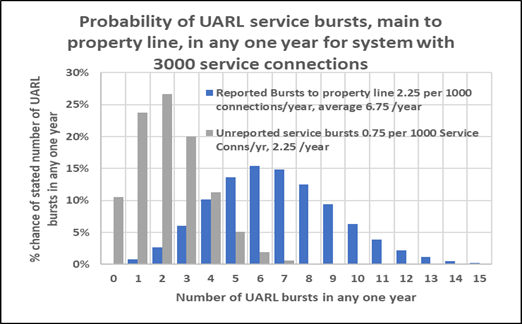 Probability of UARL service bursts, main to
property line, in any one year for system with
3000 service connections
% chance of stated number of UARL
bursts in any one year
30%
25%
20%
15%
10%
5%
0%
Reported Bursts to property line 2.25 per 1000
connections/year, average 6.75 /year
Unreported service bursts 0.75 per 1000 Service
Conns/yr, 2.25 /year
0 1 2 3 4 5 6 7 8 9 10 11 12 13 14 15
Number of UARL bursts in any one year